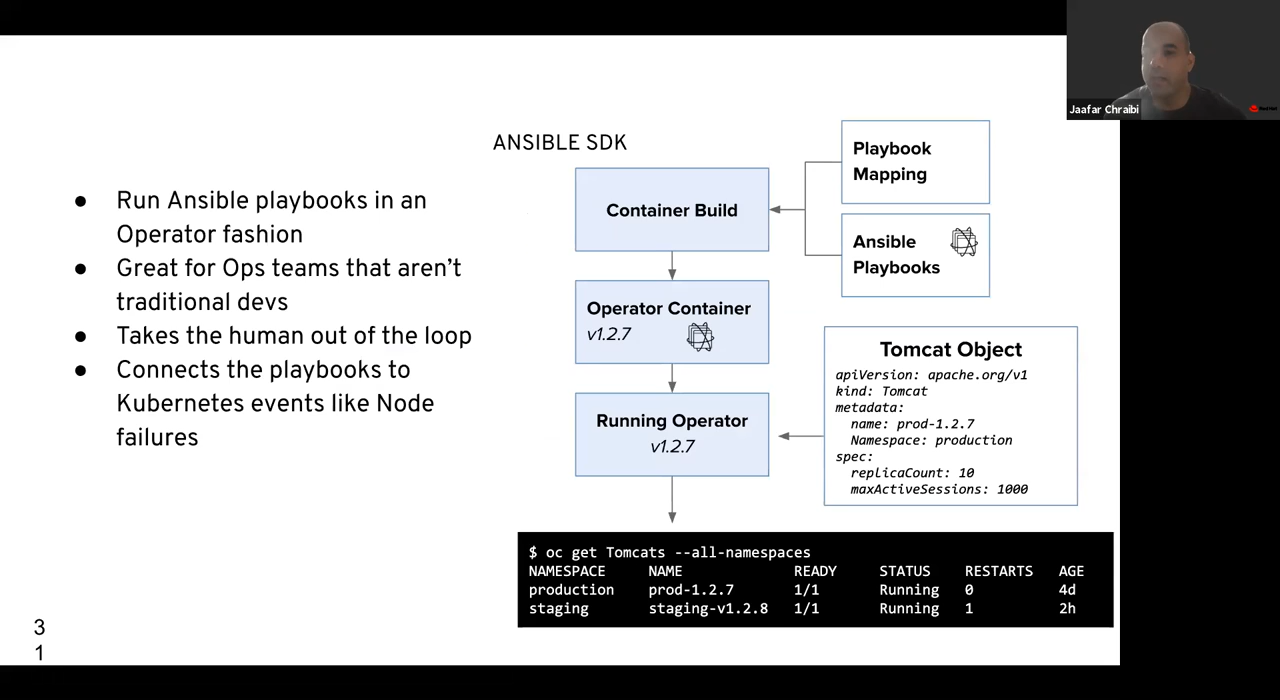 Jaafar Chraibi
Red Hat
ANSIBLE SDK
● Run Ansible playbooks in an
Operator fashion
● Great for Ops teams that aren't
traditional devs
● Takes the human out of the loop
● Connects the playbooks to
Kubernetes events like Node
failures
Playbook
Mapping
Container Build
Ansible
Playbooks
Operator Container
v1.2.7
Tomcat Object
apiVersion: apache.org/v1
kind: Tomcat
metadata:
name: prod-1.2.7
Namespace: production
spec:
replicaCount: 10
maxActiveSessions: 1000
Running Operator
v1.2.7
$ oc get Tomcats --all-namespaces
NAMESPACE NAME READY STATUS RESTARTS AGE
production prod-1.2.7 1/1 Running 0 4d
staging staging-v1.2.8 1/1 Running 1 2h
3
1